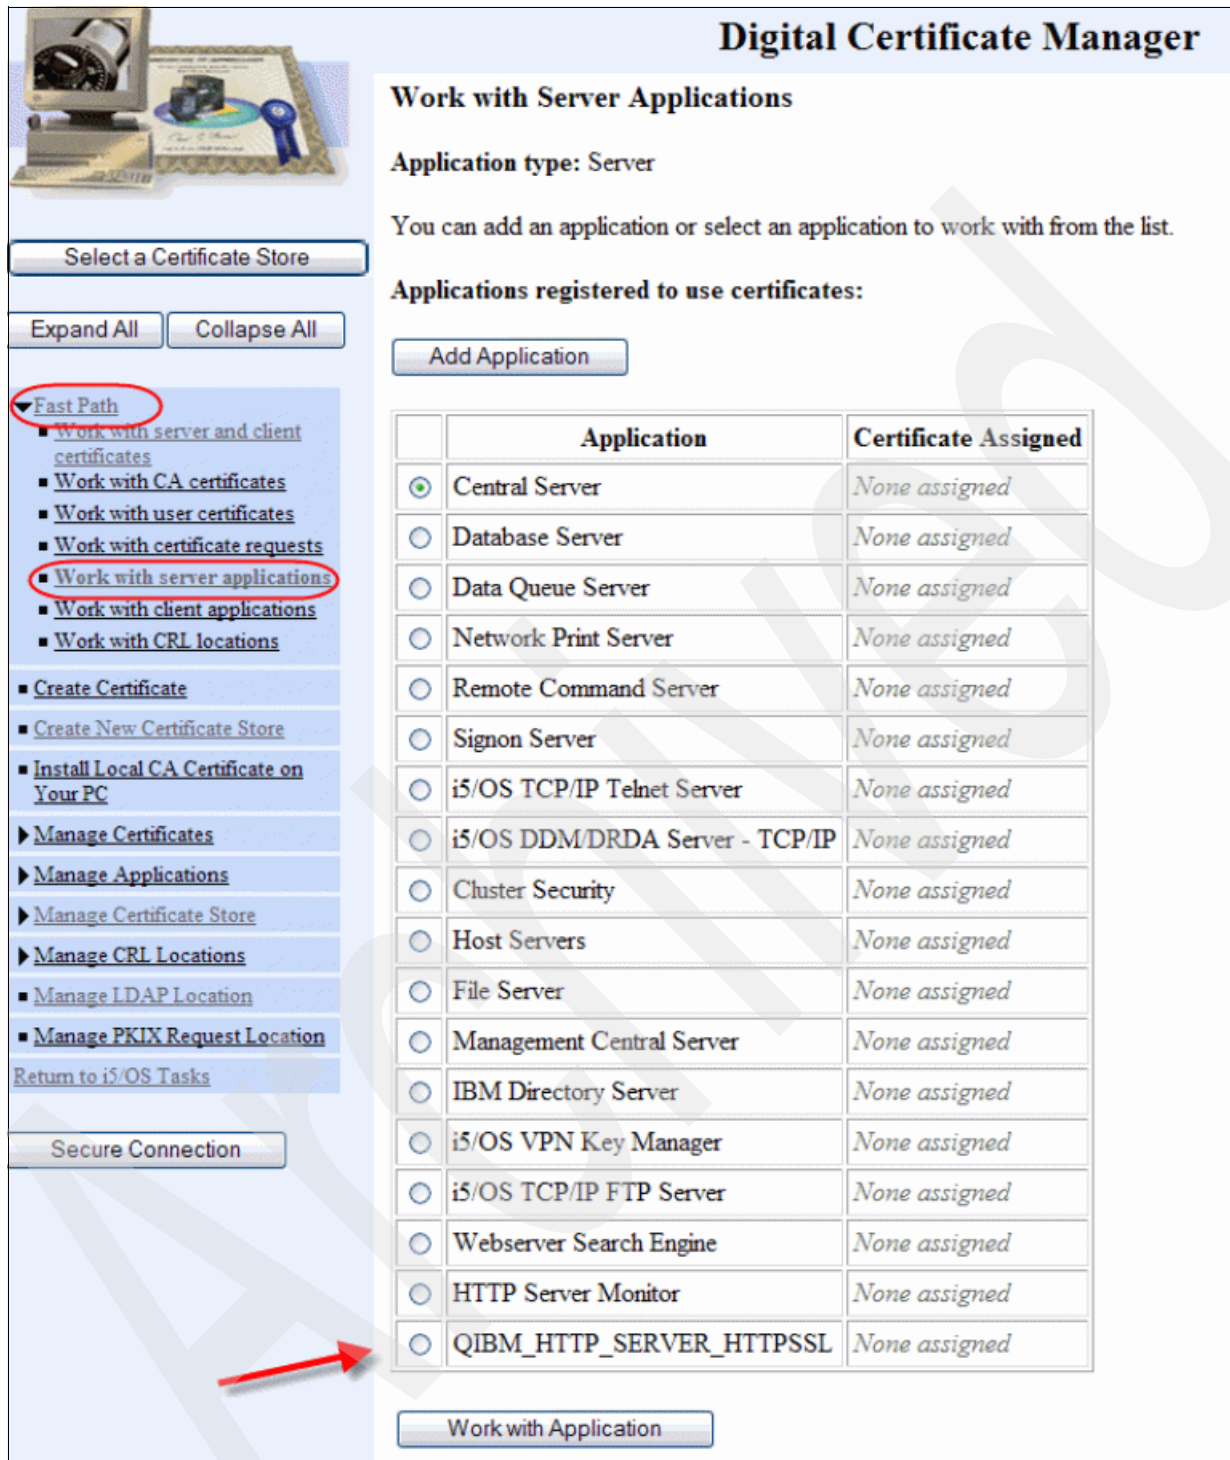 Digital Certificate Manager
Select a Certificate Store
Expand All
Collapse All
Fast Path
Work with server and client
certificates
Work with CA certificates
Work with user certificates
Work with certificate requests
Work with server applications
Work with client applications
Work with CRL locations
Create Certificate
Create New Certificate Store
Install Local CA Certificate on
Your PC
Manage Certificates
Manage Applications
Manage Certificate Store
Manage CRL Locations
Manage LDAP Location
Manage PKIX Request Location
Return to i5/OS Tasks
Secure Connection
Work with Server Applications
Application type: Server
You can add an application or select an application to work with from the list.
Applications registered to use certificates:
Add Application
Application Certificate Assigned
Central Server None assigned
Database Server None assigned
Data Queue Server None assigned
Network Print Server None assigned
Remote Command Server None assigned
Signon Server None assigned
i5/OS TCP/IP Telnet Server None assigned
i5/OS DDM/DRDA Server - TCP/IP None assigned
Cluster Security None assigned
Host Servers None assigned
File Server None assigned
Management Central Server None assigned
IBM Directory Server None assigned
i5/OS VPN Key Manager None assigned
i5/OS TCP/IP FTP Server None assigned
Webserver Search Engine None assigned
HTTP Server Monitor None assigned
QIBM_HTTP_SERVER_HTTPSSL None assigned
Work with Application
Archived